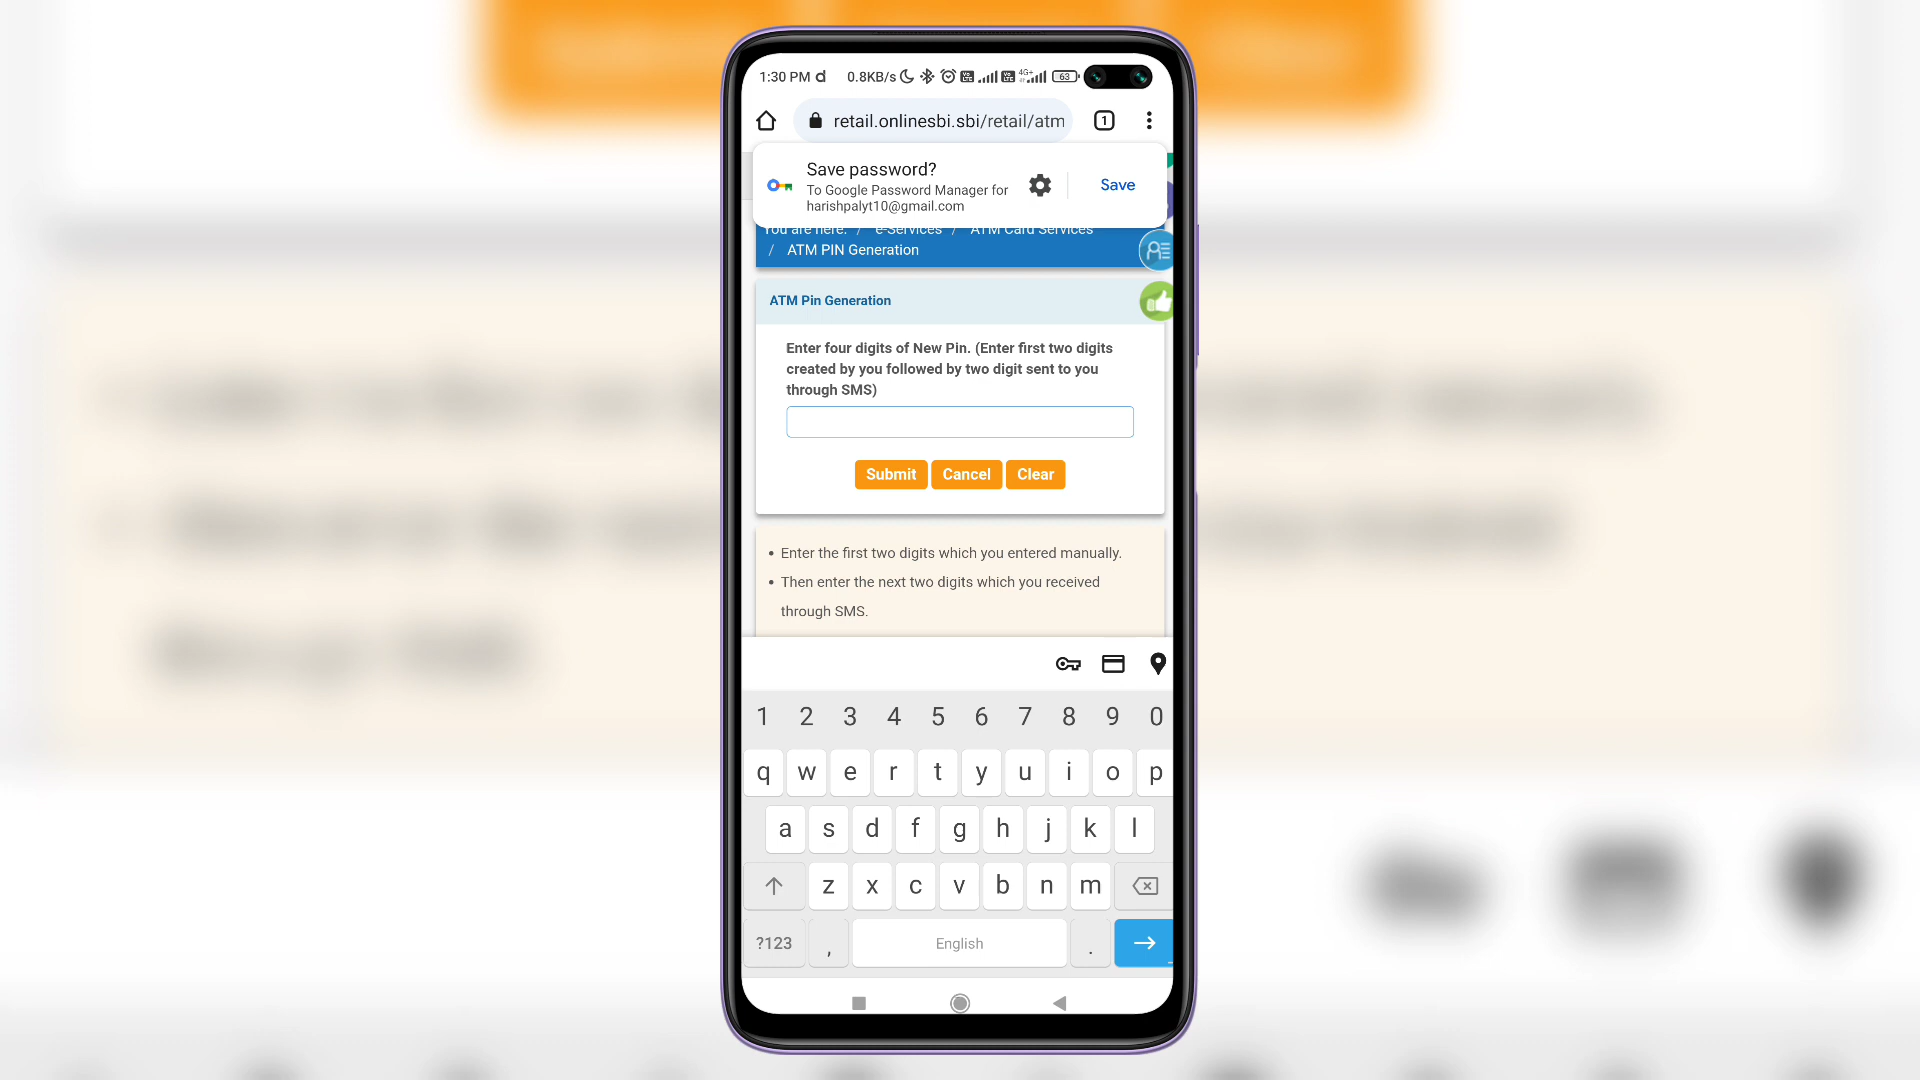 1:30 PM d 0.8KB/s 4G+ 63
retail.onlinesbi.sbi/retail/atm 1
Save password?
To Google Password Manager for
harishpalyt10@gmail.com
Save
You are here: / e-Services / ATM Card Services
/ ATM PIN Generation
ATM Pin Generation
Enter four digits of New Pin. (Enter first two digits
created by you followed by two digit sent to you
through SMS)
Submit Cancel Clear
• Enter the first two digits which you entered manually.
• Then enter the next two digits which you received
through SMS.
1 2 3 4 5 6 7 8 9 0
q w e r t y u i o p
a s d f g h j k l
z x c v b n m
?123 , English .